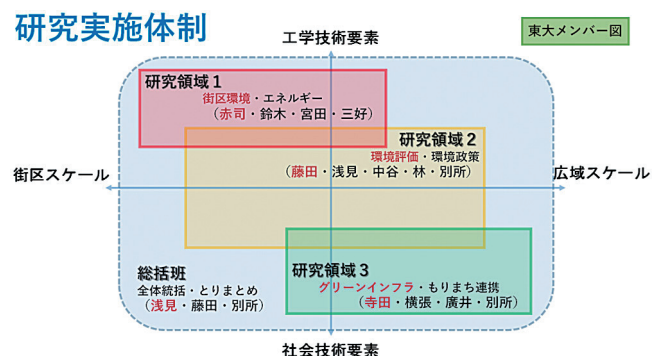 研究実施体制
東大メンバー図
工学技術要素
研究領域1
街区環境・エネルギー
（赤司・鈴木・宮田・三好）
研究領域2
環境評価・環境政策
（藤田・浅見・中谷・林・別所）
街区スケール
広域スケール
総括班
全体統括・とりまとめ
（浅見・藤田・別所）
研究領域3
グリーンインフラ・もりまち連携
（寺田・横張・廣井・別所）
社会技術要素